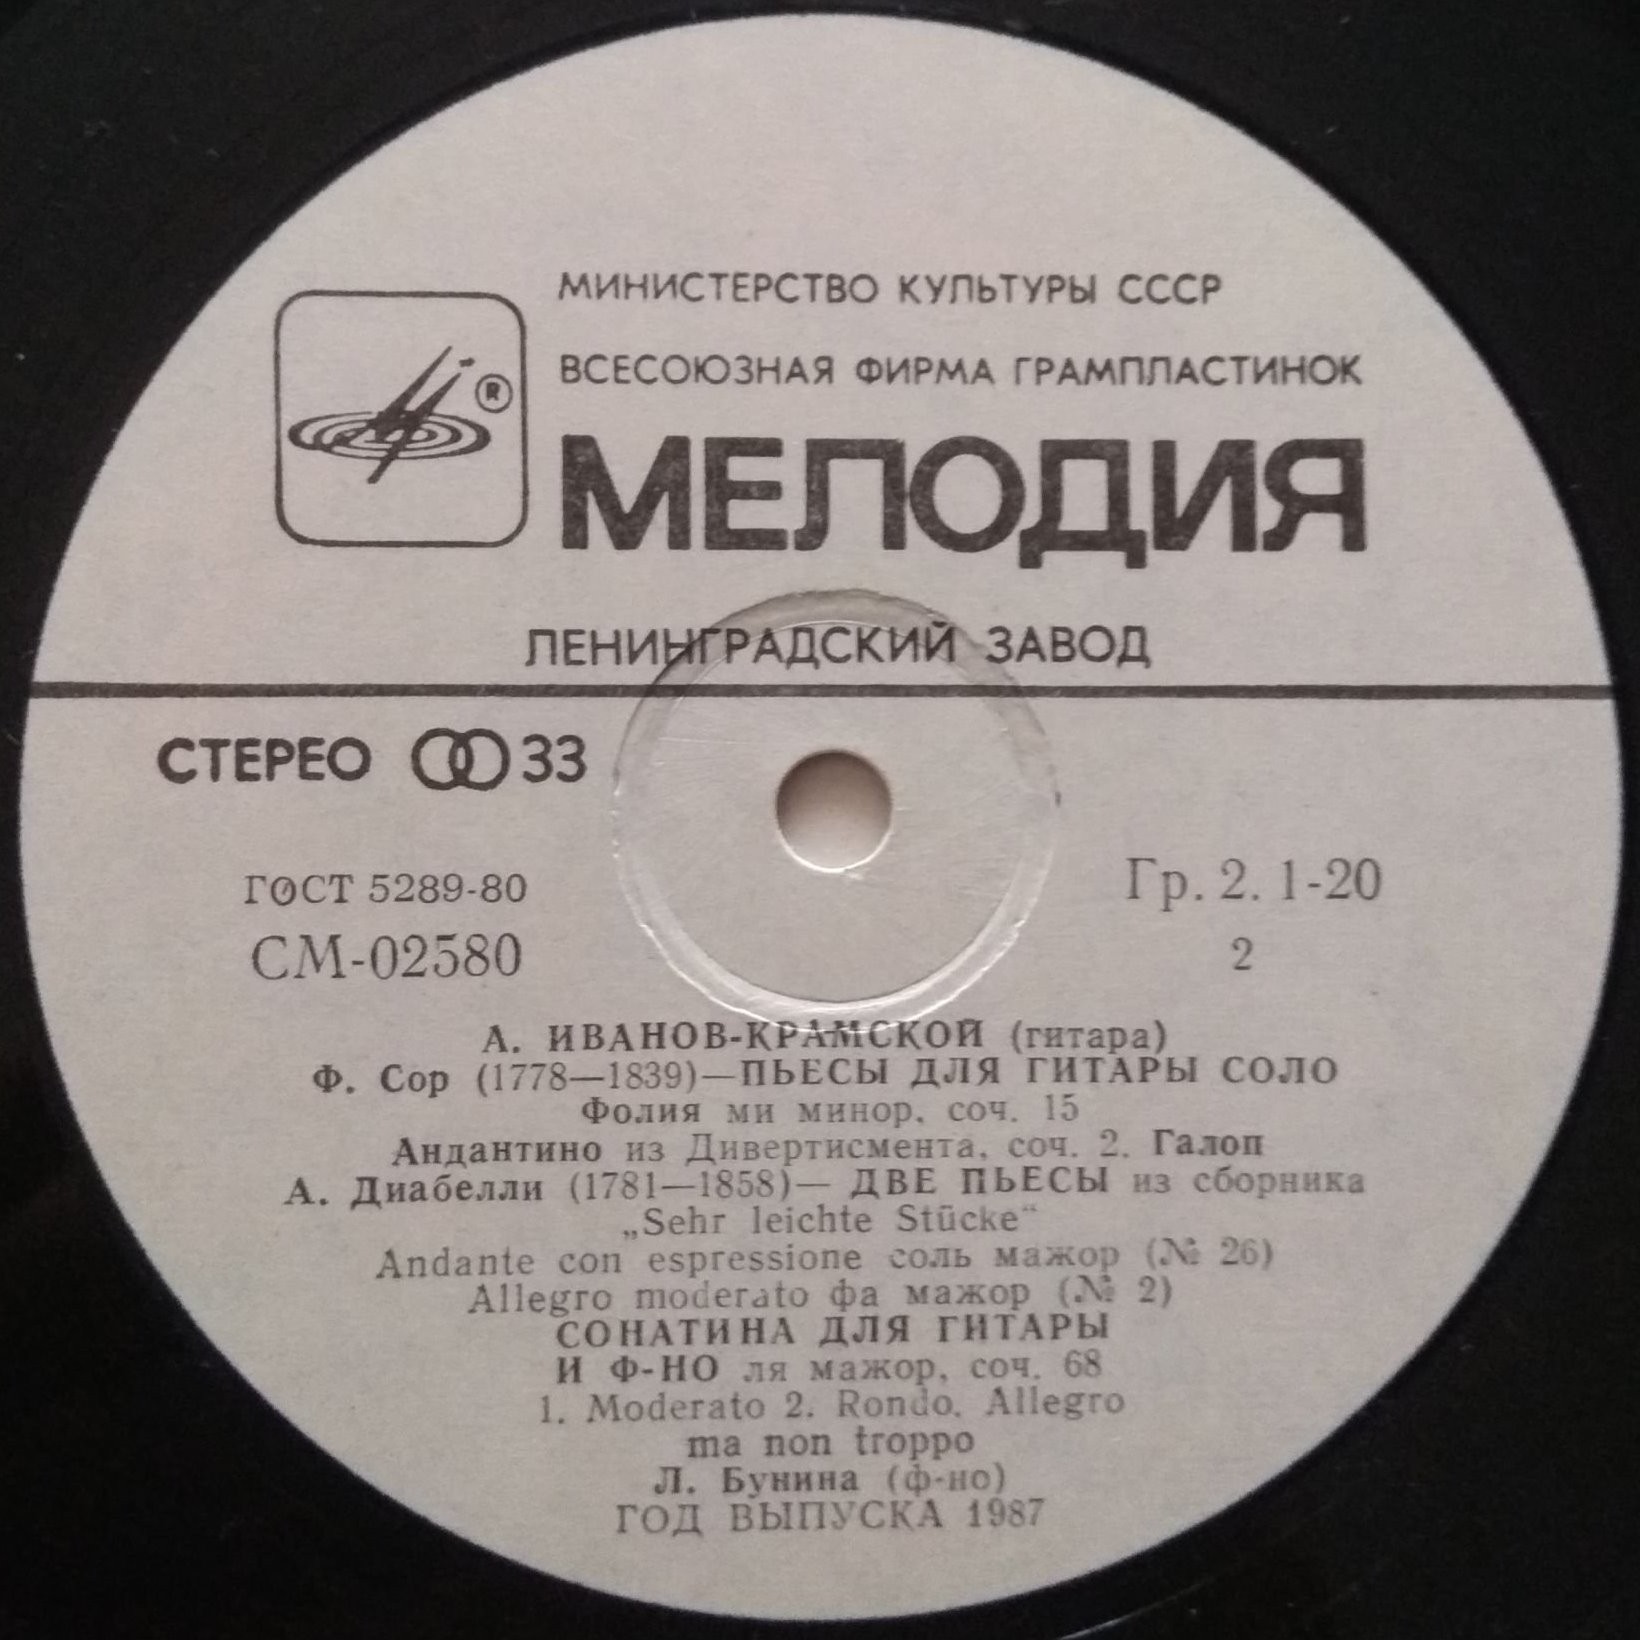 МИНИСТЕРСТВО КУЛЬТУРЫ СССР
ВСЕСОЮЗНАЯ ФИРМА ГРАМПЛАСТИНОК
®
МЕЛОДИЯ
ЛЕНИНГРАДСКИЙ ЗАВОД
СТЕРЕО 33
ГОСТ 5289-80
Гр. 2. 1-20
СМ-02580
2
А. ИВАНОВ-КРАМСКОЙ (гитара)
Ф. Сор (1778—1839)—ПЬЕСЫ ДЛЯ ГИТАРЫ СОЛО
Фолия ми минор, соч. 15
Андантино из Дивертисмента, соч. 2. Галоп
А. Диабелли (1781—1858)— ДВЕ ПЬЕСЫ из сборника
„Sehr leichte Stücke“
Andante con espressione соль мажор (№ 26)
Allegro moderato фа мажор (№ 2)
СОНАТИНА ДЛЯ ГИТАРЫ
И Ф-НО ля мажор, соч. 68
1. Moderato 2. Rondo. Allegro
ma non troppo
Л. Бунина (ф-но)
ГОД ВЫПУСКА 1987